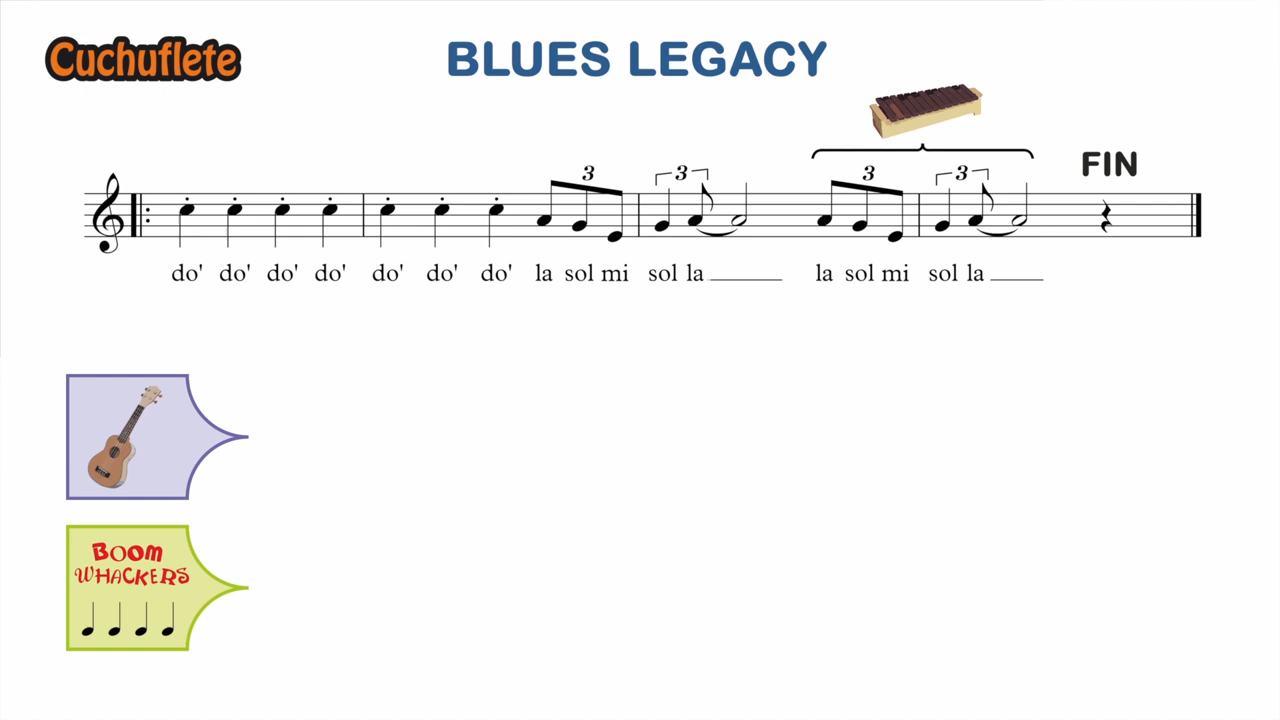 Cuchuflete
BLUES LEGACY
FIN
3 3 3 3
do' do' do' do' do' do' do' la sol mi sol la la sol mi sol la
BOOM
WHACKERS